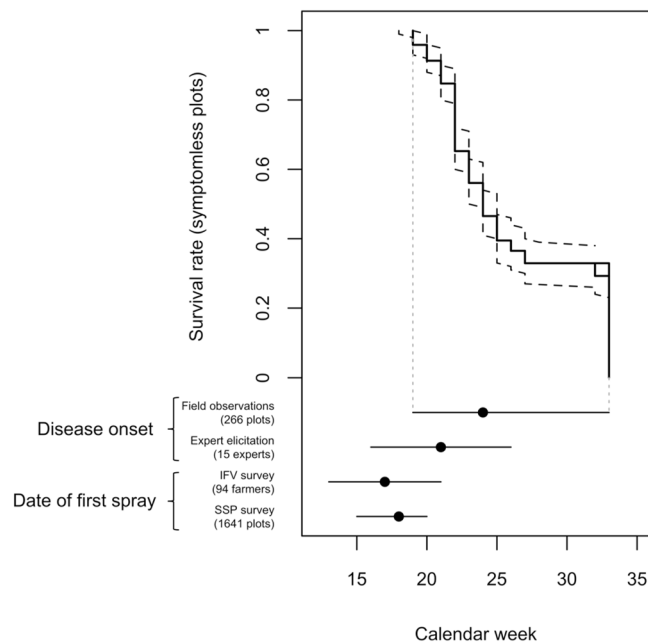 Survival rate (symptomless plots)
1
0.8
0.6
0.4
0.2
0
Disease onset
Field observations
(266 plots)
Expert elicitation
(15 experts)
Date of first spray
IFV survey
(94 farmers)
SSP survey
(1641 plots)
15 20 25 30 35
Calendar week